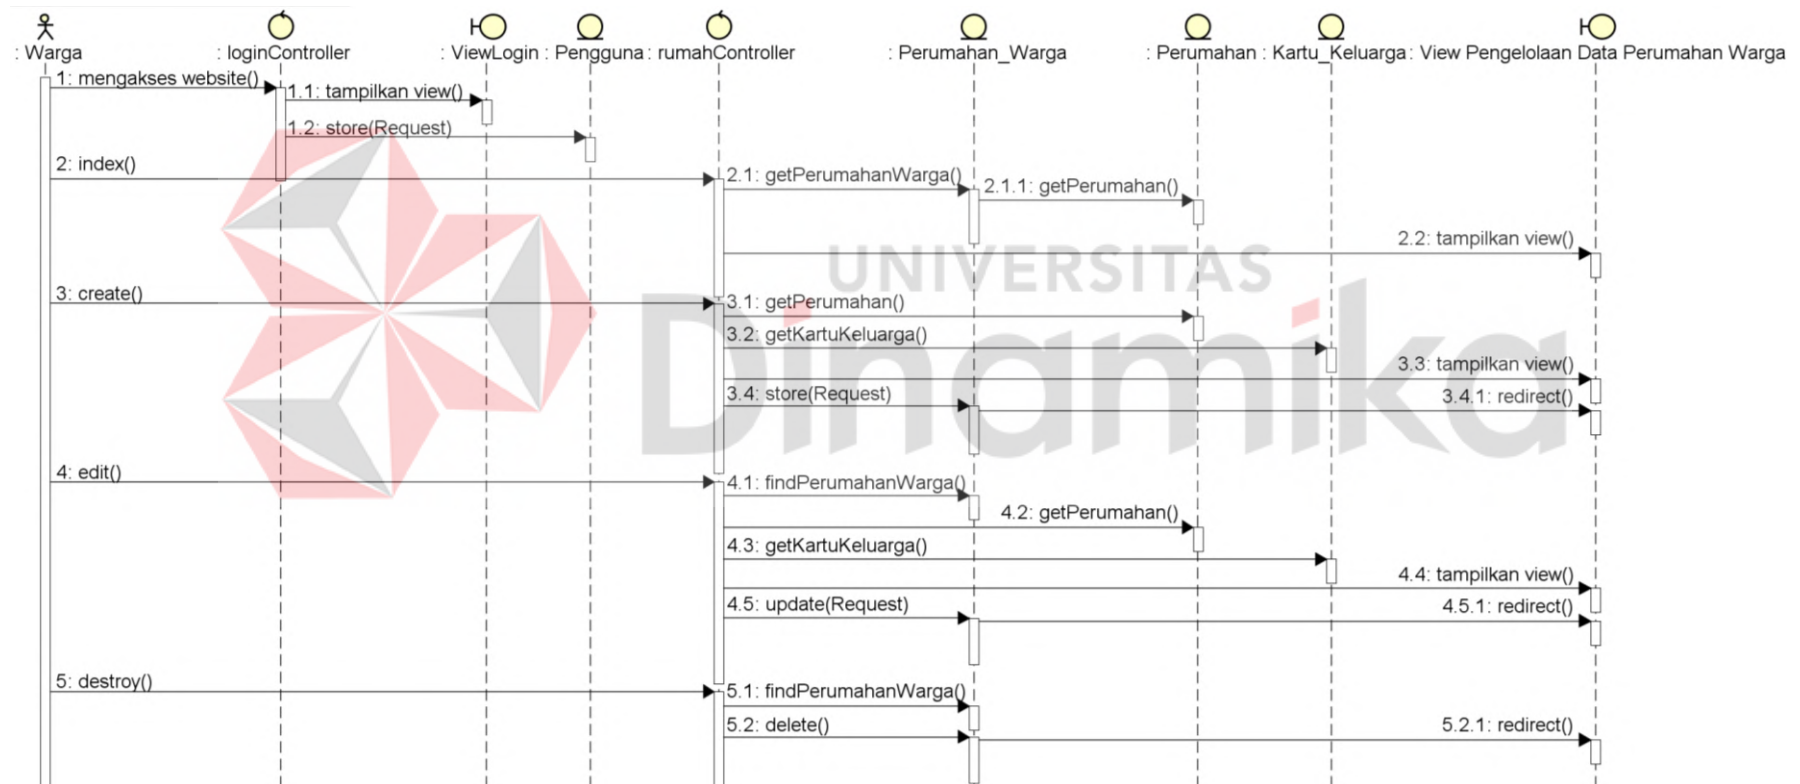 : Warga
: loginController
: ViewLogin
: Pengguna
: rumahController
: Perumahan_Warga
: Perumahan
: Kartu_Keluarga
: View Pengelolaan Data Perumahan Warga
1: mengakses website()
1.1: tampilkan view()
1.2: store(Request)
2: index()
2.1: getPerumahanWarga()
2.1.1: getPerumahan()
2.2: tampilkan view()
UNIVERSITAS
Dinamika
3: create()
3.1: getPerumahan()
3.2: getKartuKeluarga()
3.3: tampilkan view()
3.4: store(Request)
3.4.1: redirect()
4: edit()
4.1: findPerumahanWarga()
4.2: getPerumahan()
4.3: getKartuKeluarga()
4.4: tampilkan view()
4.5: update(Request)
4.5.1: redirect()
5: destroy()
5.1: findPerumahanWarga()
5.2: delete()
5.2.1: redirect()